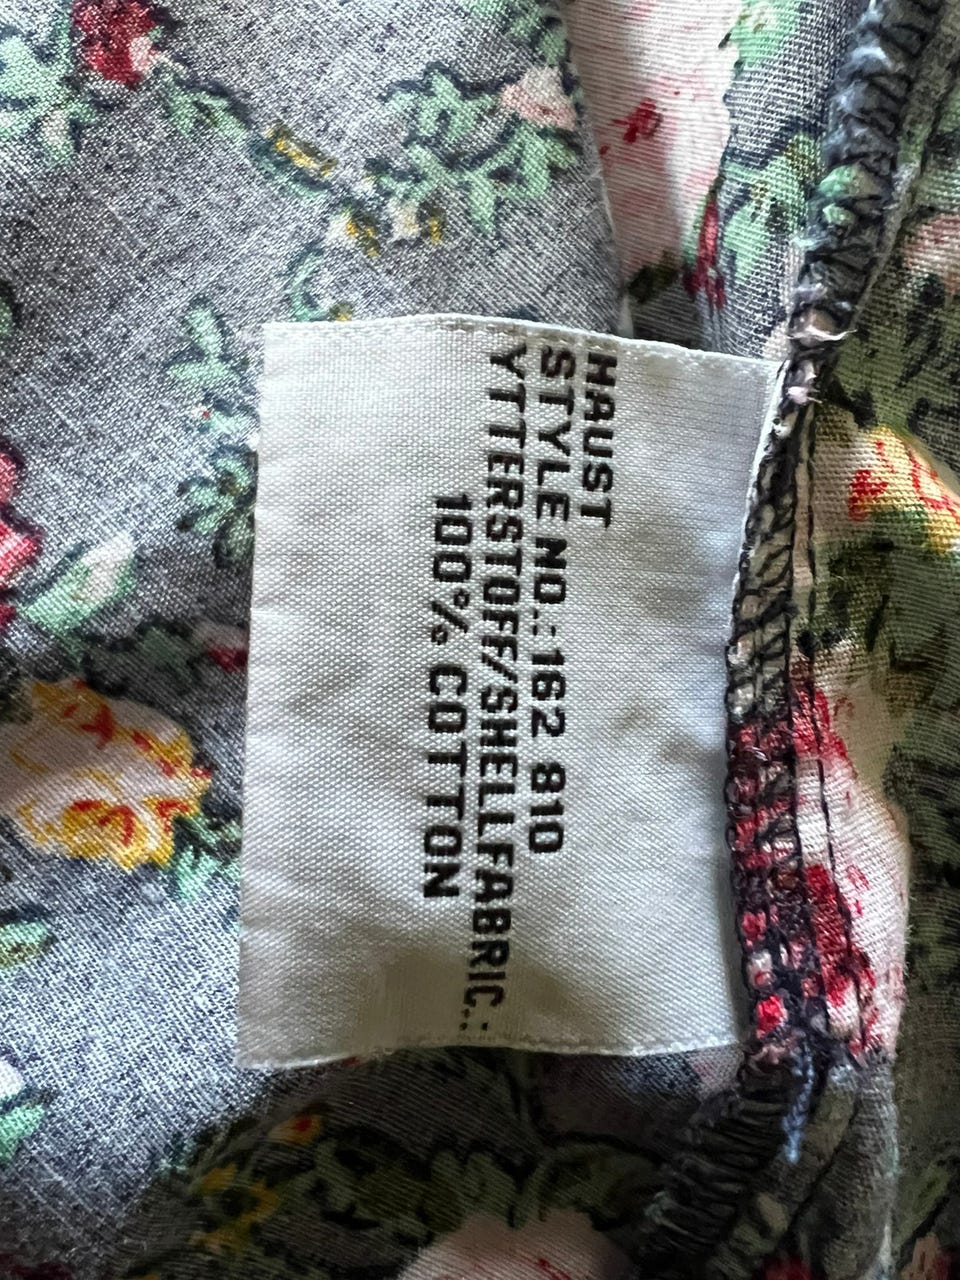 HAUST
STYLE NO.:162 810
YTTERSTOFF/SHELLFABRIC.:
100% COTTON